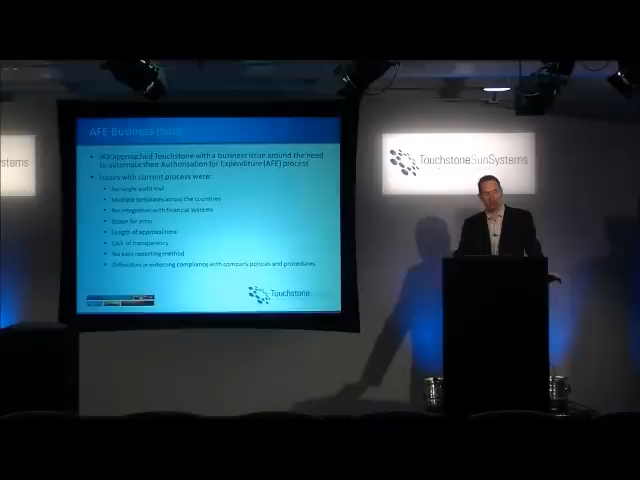 AFE Business Issue
approached Touchstone with a business issue around the need
to automate their Authorisation for Expenditure (AFE) process
Issues with current process were:
No single audit trail
Multiple templates across the countries
No integration with financial systems
Scope for error
Length of approval time
Lack of transparency
No easy reporting method
Difficulties in enforcing compliance with company policies and procedures
Touchstone
systems
TouchstoneSunSystems